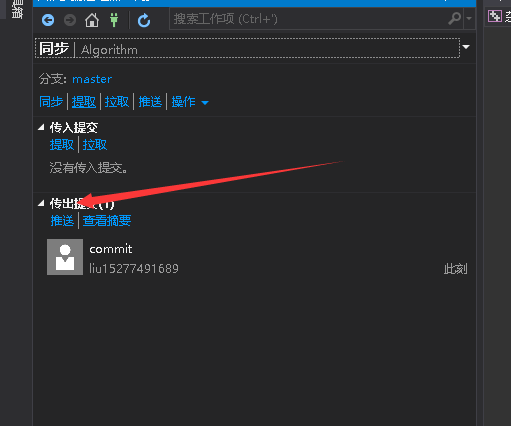 搜索工作项 (Ctrl+')
同步 | Algorithm
分支: master
同步 | 提取 | 拉取 | 推送 | 操作
传入提交
提取 | 拉取
没有传入提交。
传出提交(1)
推送 | 查看摘要
commit
liu15277491689 此刻